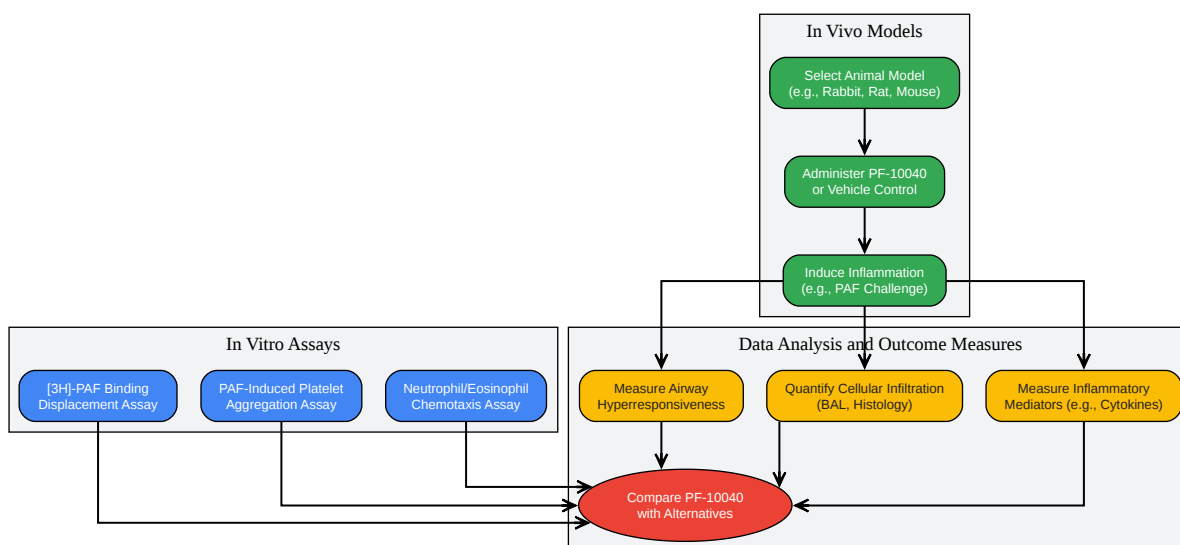 In Vivo Models
Select Animal Model
(e.g., Rabbit, Rat, Mouse)
Administer PF-10040
or Vehicle Control
Induce Inflammation
(e.g., PAF Challenge)
In Vitro Assays
[3H]-PAF Binding
Displacement Assay
PAF-Induced Platelet
Aggregation Assay
Neutrophil/Eosinophil
Chemotaxis Assay
Data Analysis and Outcome Measures
Measure Airway
Hyperresponsiveness
Quantify Cellular Infiltration
(BAL, Histology)
Measure Inflammatory
Mediators (e.g., Cytokines)
Compare PF-10040
with Alternatives